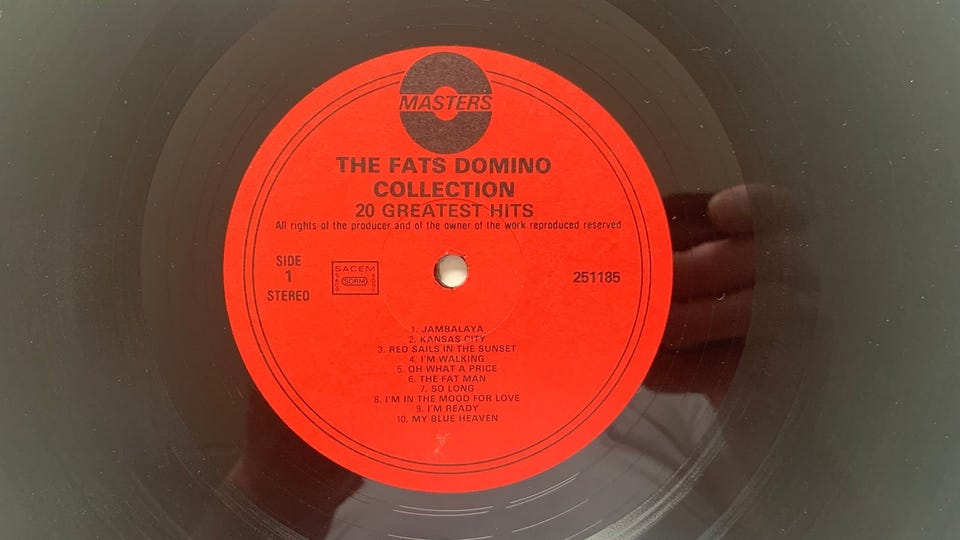 MASTERS
THE FATS DOMINO
COLLECTION
20 GREATEST HITS
All rights of the producer and of the owner of the work reproduced reserved
SIDE
1
STEREO
SACEM
SDRM
251185
1. JAMBALAYA
2. KANSAS CITY
3. RED SAILS IN THE SUNSET
4. I'M WALKING
5. OH WHAT A PRICE
6. THE FAT MAN
7. SO LONG
8. I'M IN THE MOOD FOR LOVE
9. I'M READY
10. MY BLUE HEAVEN